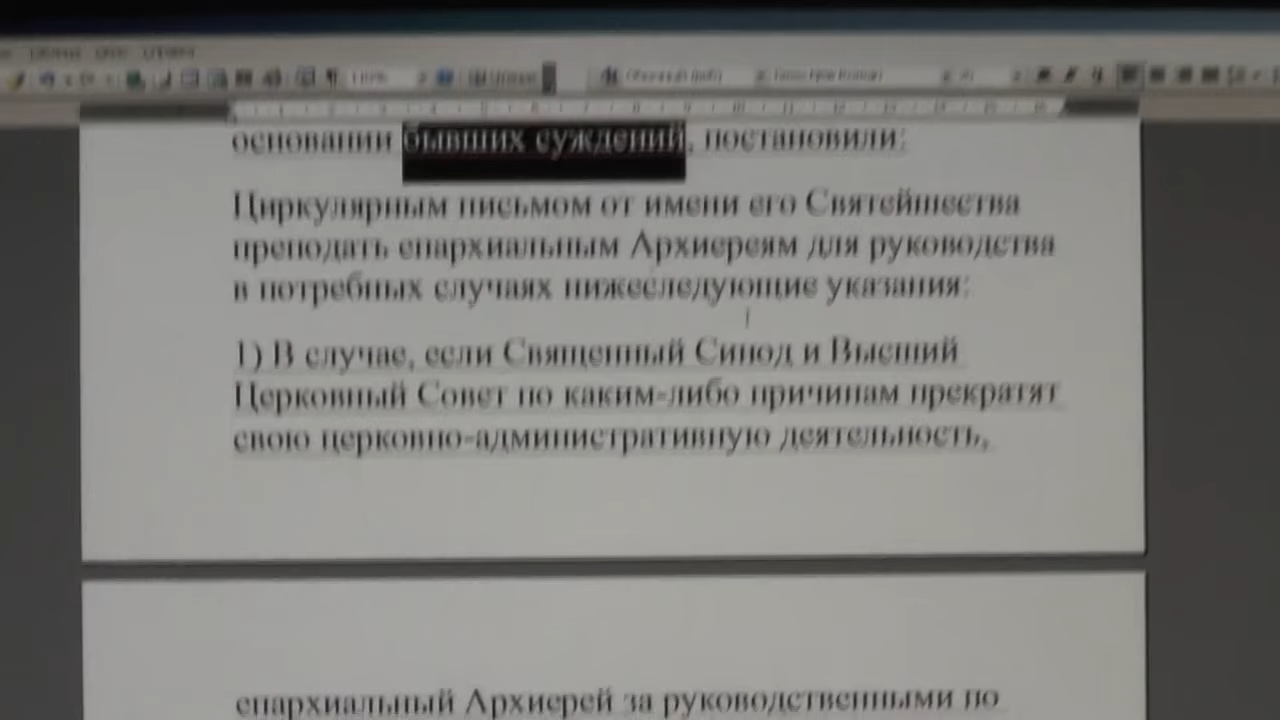 основании бывших суждений, постановили:
Циркулярным письмом от имени его Святейшества
преподать епархиальным Архиереям для руководства
в потребных случаях нижеследующие указания:
1) В случае, если Священный Синод и Высший
Церковный Совет по каким-либо причинам прекратят
свою церковно-административную деятельность,
епархиальный Архиерей за руководственными по